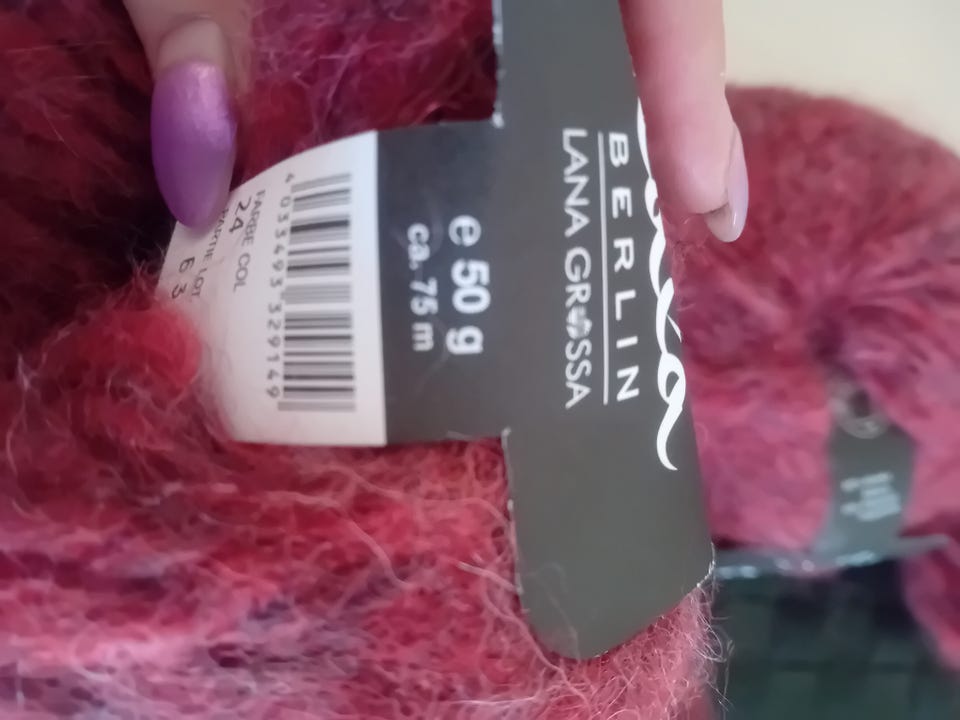 BERLIN
LANA GROSSA
e 50 g
ca. 75 m
4 033493 329149
FARBE COL
24
PARTIE LOT
63